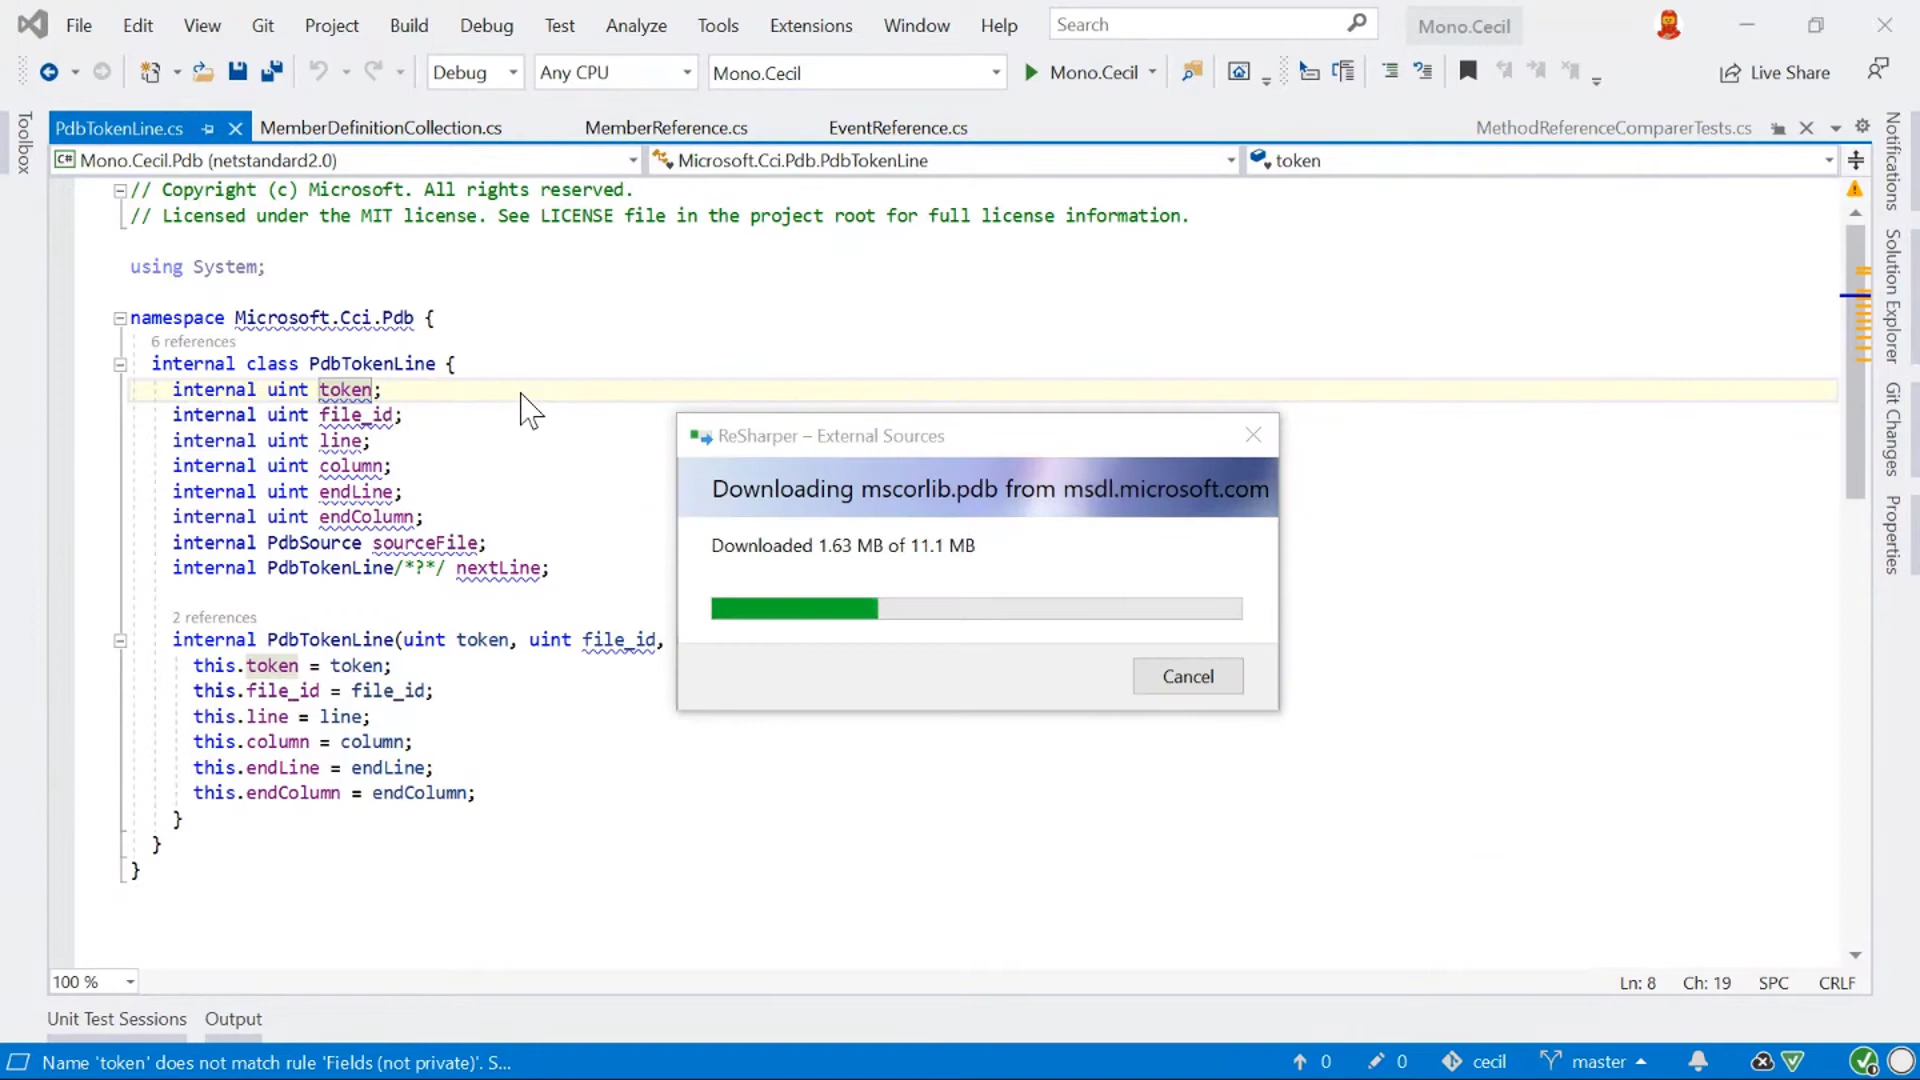 File Edit View Git Project Build Debug Test Analyze Tools Extensions Window Help Search Mono.Cecil
Debug Any CPU Mono.Cecil Mono.Cecil Live Share
PdbTokenLine.cs MemberDefinitionCollection.cs MemberReference.cs EventReference.cs MethodReferenceComparerTests.cs
C# Mono.Cecil.Pdb (netstandard2.0) Microsoft.Cci.Pdb.PdbTokenLine token
Toolbox
Notifications
Solution Explorer
Git Changes
Properties
// Copyright (c) Microsoft. All rights reserved.
// Licensed under the MIT license. See LICENSE file in the project root for full license information.
using System;
namespace Microsoft.Cci.Pdb {
6 references
internal class PdbTokenLine {
internal uint token;
internal uint file_id;
internal uint line;
internal uint column;
internal uint endLine;
internal uint endColumn;
internal PdbSource sourceFile;
internal PdbTokenLine/*?*/ nextLine;
2 references
internal PdbTokenLine(uint token, uint file_id,
this.token = token;
this.file_id = file_id;
this.line = line;
this.column = column;
this.endLine = endLine;
this.endColumn = endColumn;
}
}
}
ReSharper – External Sources
Downloading mscorlib.pdb from msdl.microsoft.com
Downloaded 1.63 MB of 11.1 MB
Cancel
100 % Ln: 8 Ch: 19 SPC CRLF
Unit Test Sessions Output
Name 'token' does not match rule 'Fields (not private)'. S... 0 0 cecil master